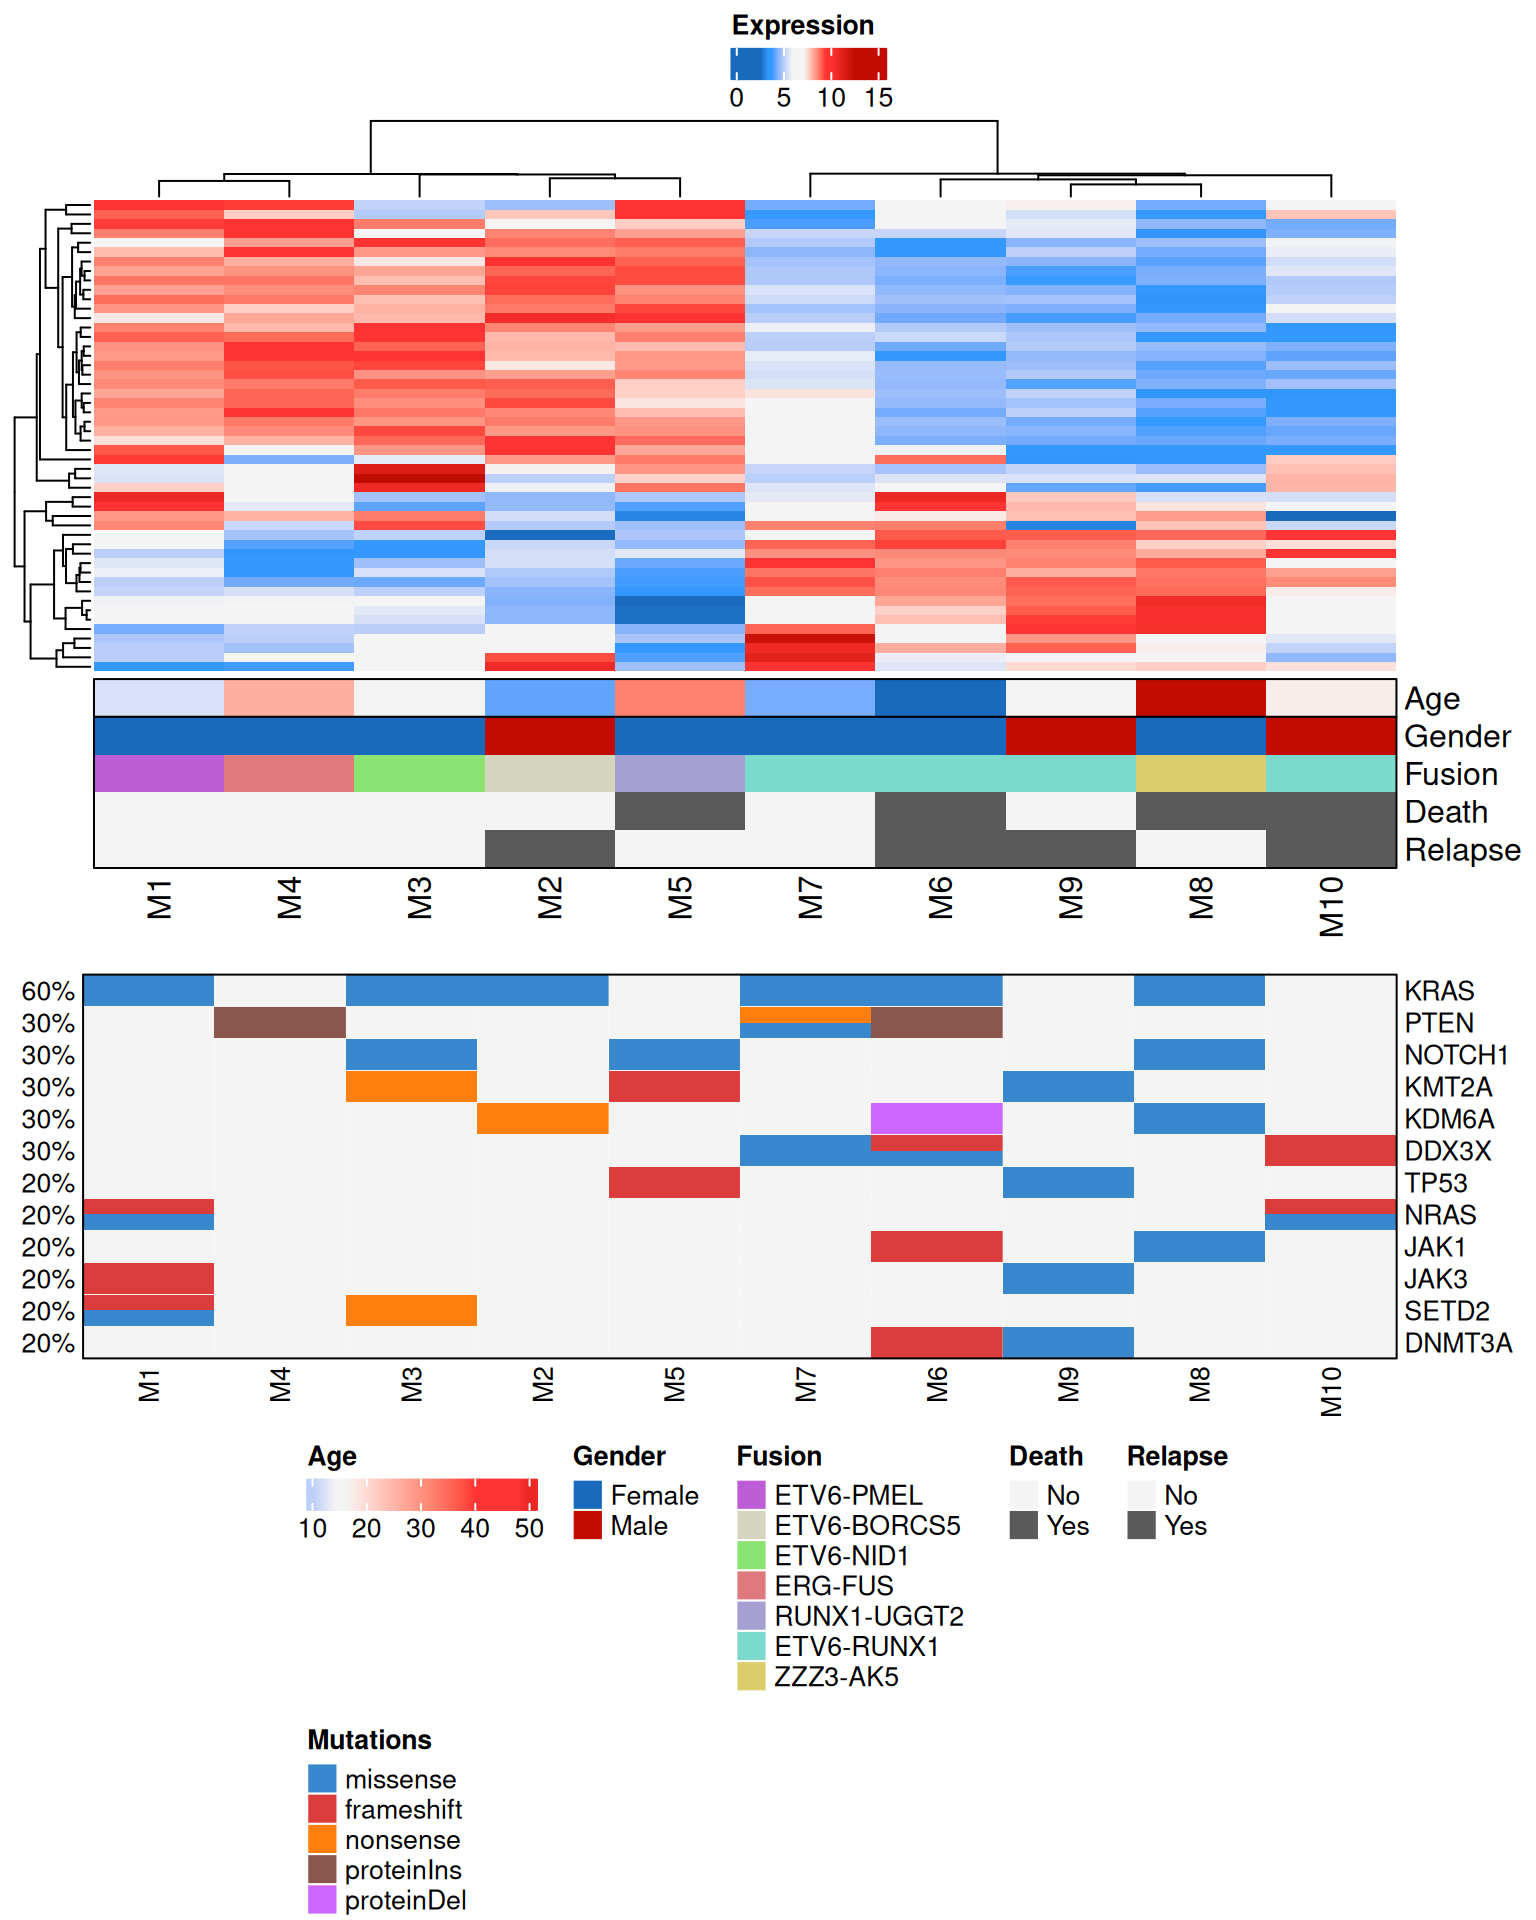 Expression
0 5 10 15
Age
Gender
Fusion
Death
Relapse
M1 M4 M3 M2 M5 M7 M6 M9 M8 M10
60% KRAS
30% PTEN
30% NOTCH1
30% KMT2A
30% KDM6A
30% DDX3X
20% TP53
20% NRAS
20% JAK1
20% JAK3
20% SETD2
20% DNMT3A
M1 M4 M3 M2 M5 M7 M6 M9 M8 M10
Age
10 20 30 40 50
Gender
Female
Male
Fusion
ETV6-PMEL
ETV6-BORCS5
ETV6-NID1
ERG-FUS
RUNX1-UGGT2
ETV6-RUNX1
ZZZ3-AK5
Death
No
Yes
Relapse
No
Yes
Mutations
missense
frameshift
nonsense
proteinIns
proteinDel